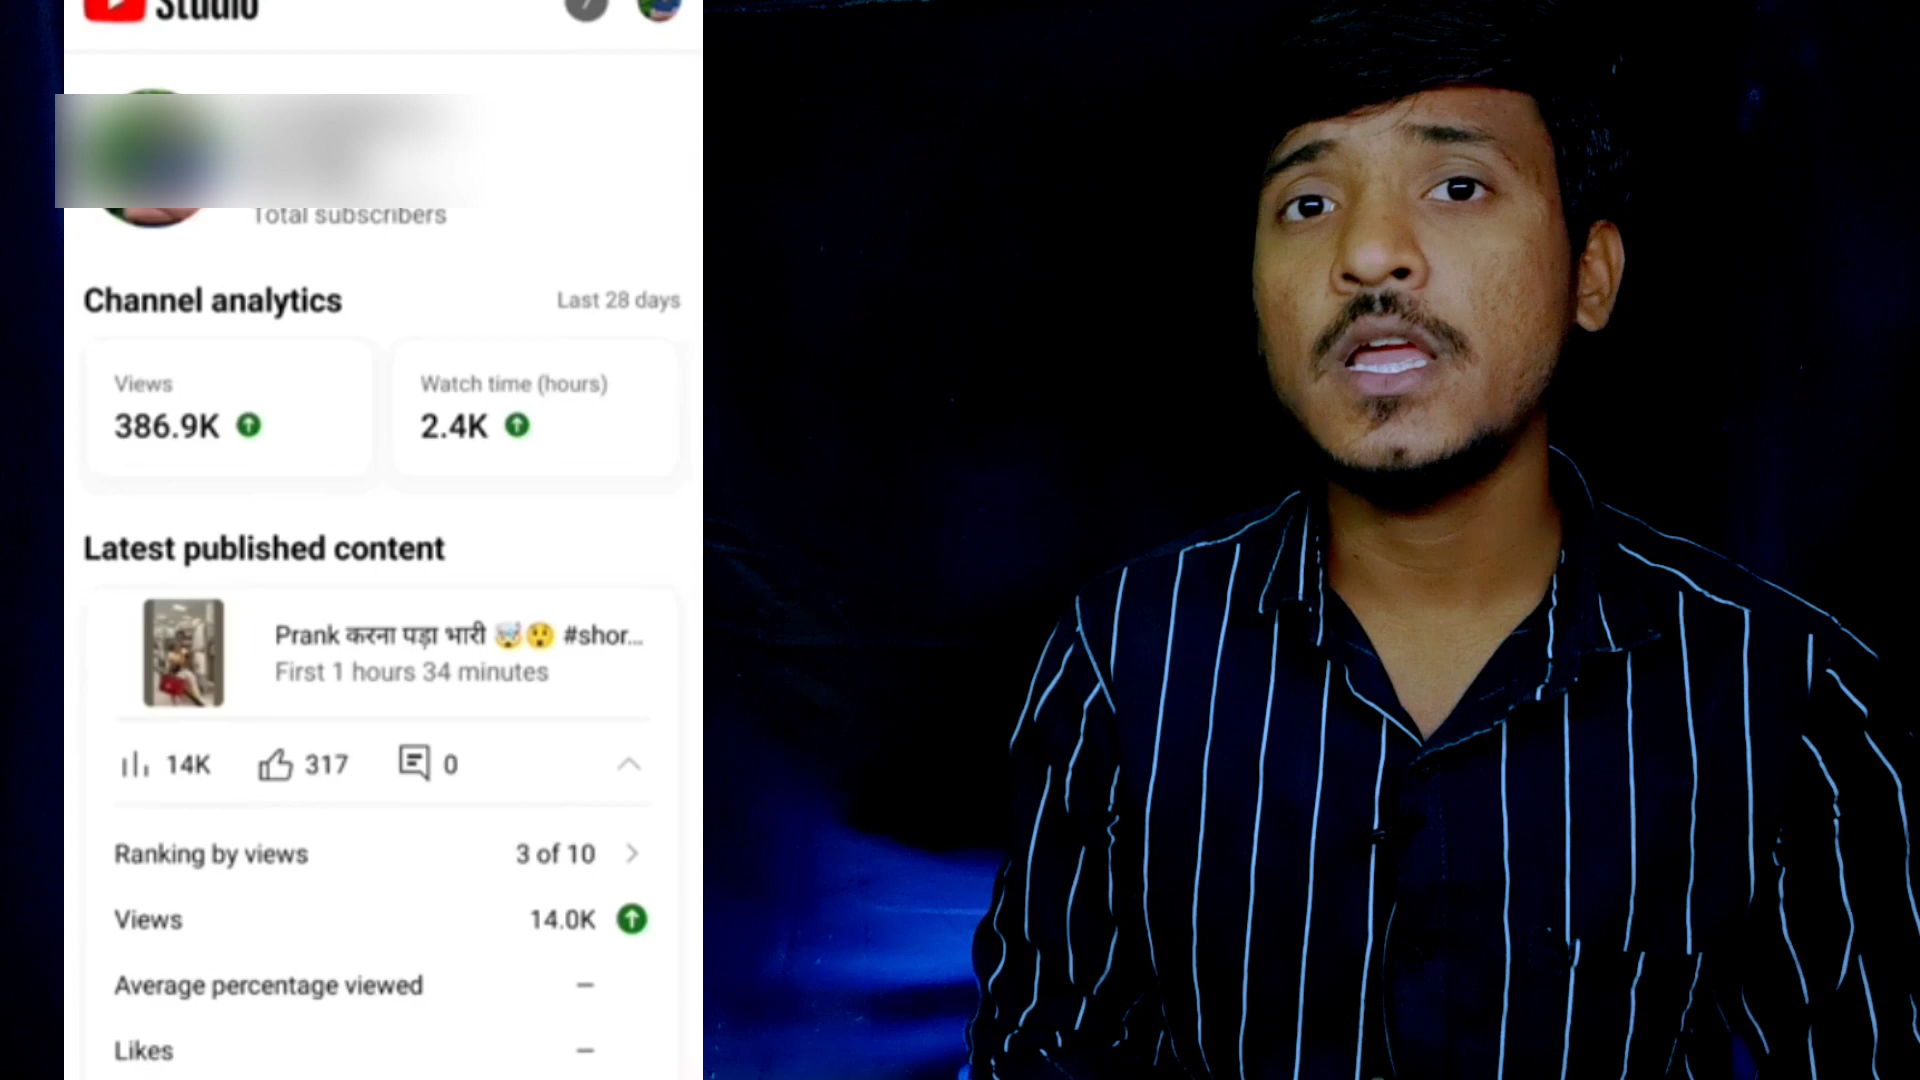 Studio
Total subscribers
Channel analytics
Last 28 days
Views
386.9K
Watch time (hours)
2.4K
Latest published content
Prank करना पड़ा भारी 🤯😲 #shor...
First 1 hours 34 minutes
14K 317 0
Ranking by views 3 of 10
Views 14.0K
Average percentage viewed –
Likes –